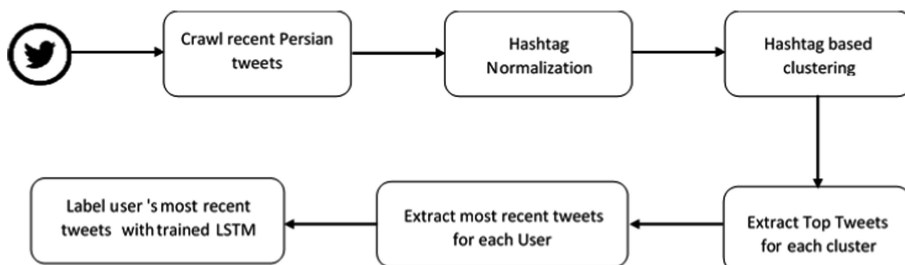 Crawl recent Persian
tweets
Hashtag
Normalization
Hashtag based
clustering
Extract Top Tweets
for each cluster
Extract most recent tweets
for each User
Label user's most recent
tweets with trained LSTM